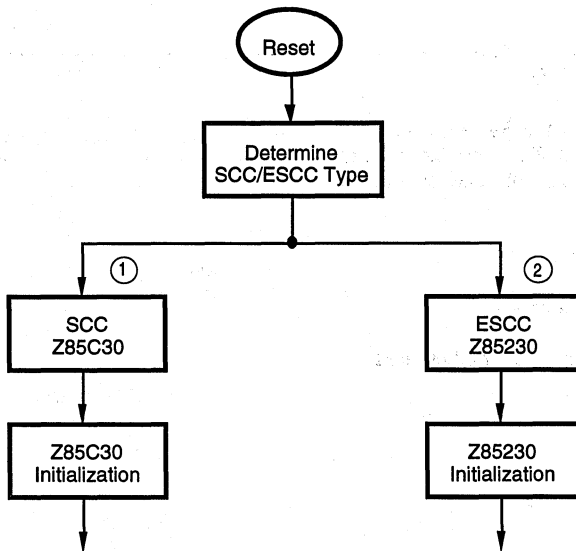 Reset
Determine
SCC/ESCC Type
1
2
SCC
Z85C30
ESCC
Z85230
Z85C30
Initialization
Z85230
Initialization